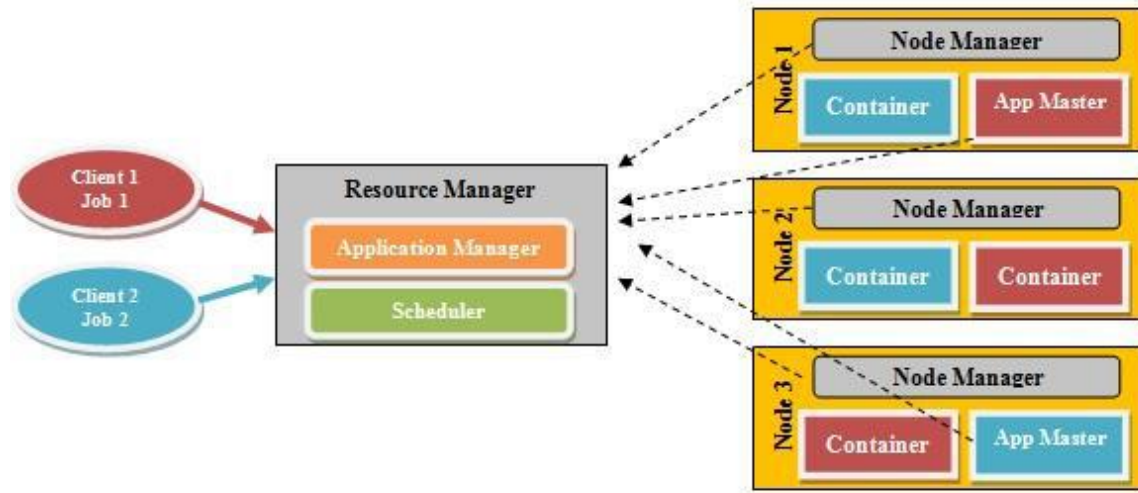 Client 1
Job 1
Client 2
Job 2
Resource Manager
Application Manager
Scheduler
Node 1
Node Manager
Container
App Master
Node 2
Node Manager
Container
Container
Node 3
Node Manager
Container
App Master